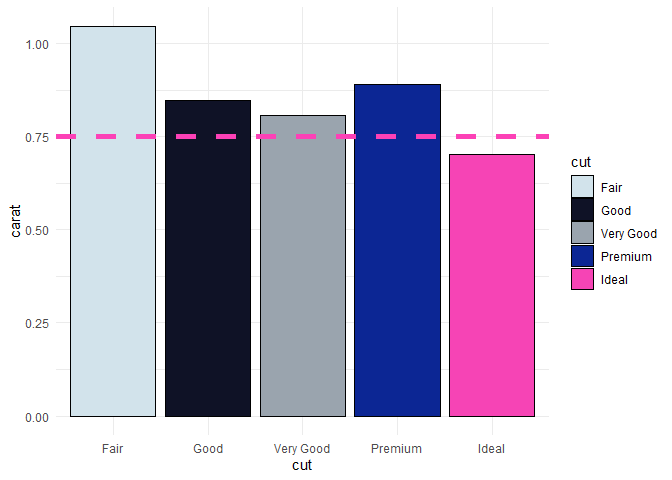 1.00
0.75
0.50
0.25
0.00
carat
Fair
Good
Very Good
Premium
Ideal
cut
cut
Fair
Good
Very Good
Premium
Ideal